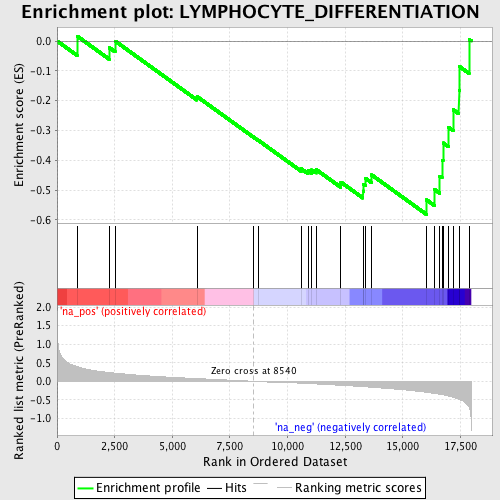 Enrichment plot: LYMPHOCYTE_DIFFERENTIATION
Enrichment score (ES)
0.0
-0.1
-0.2
-0.3
-0.4
-0.5
-0.6
'na_pos' (positively correlated)
Ranked list metric (PreRanked)
2.0
1.5
1.0
0.5
0.0
-0.5
-1.0
Zero cross at 8540
'na_neg' (negatively correlated)
0 2,500 5,000 7,500 10,000 12,500 15,000 17,500
Rank in Ordered Dataset
Enrichment profile Hits Ranking metric scores